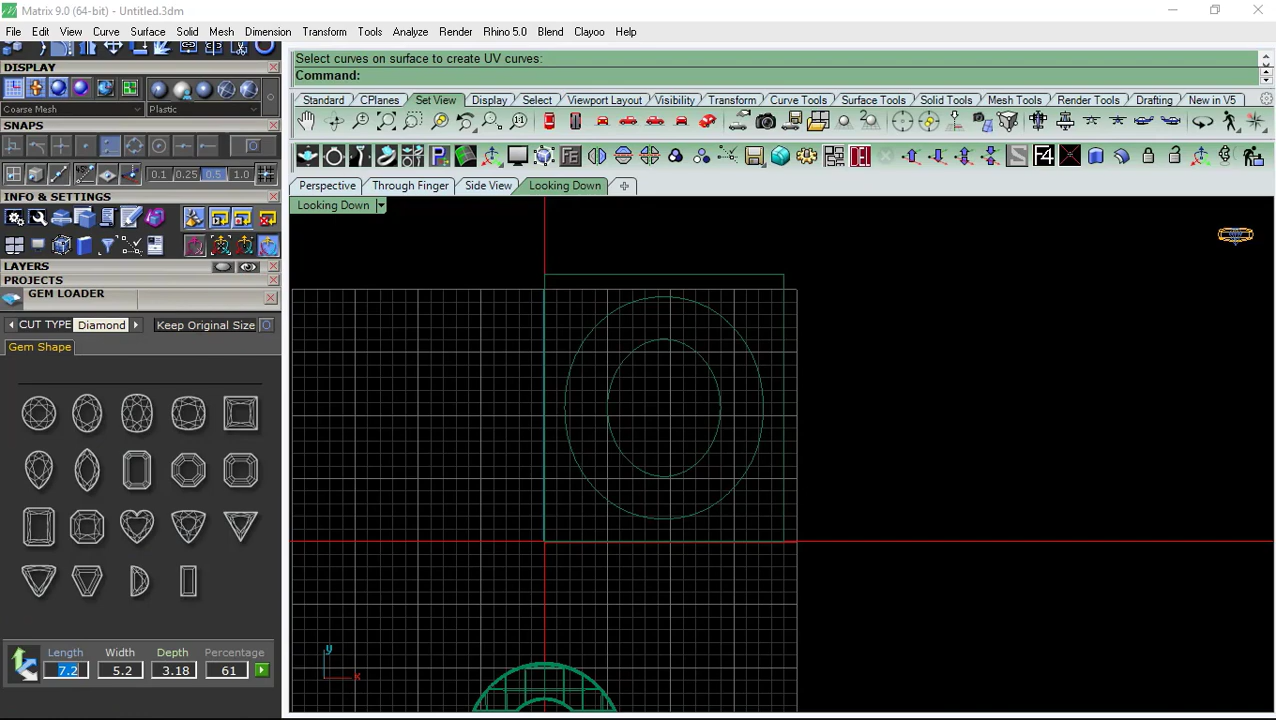 Matrix 9.0 (64-bit) - Untitled.3dm
File Edit View Curve Surface Solid Mesh Dimension Transform Tools Analyze Render Rhino 5.0 Blend Clayoo Help
Select curves on surface to create UV curves:
Command:
DISPLAY
Coarse Mesh Plastic
Standard CPlanes Set View Display Select Viewport Layout Visibility Transform Curve Tools Surface Tools Solid Tools Mesh Tools Render Tools Drafting New in V5
SNAPS
0.1 0.25 0.5 1.0
INFO & SETTINGS
Perspective Through Finger Side View Looking Down
Looking Down
LAYERS
PROJECTS
GEM LOADER
CUT TYPE Diamond Keep Original Size
Gem Shape
Length Width Depth Percentage
7.2 5.2 3.18 61
y
x